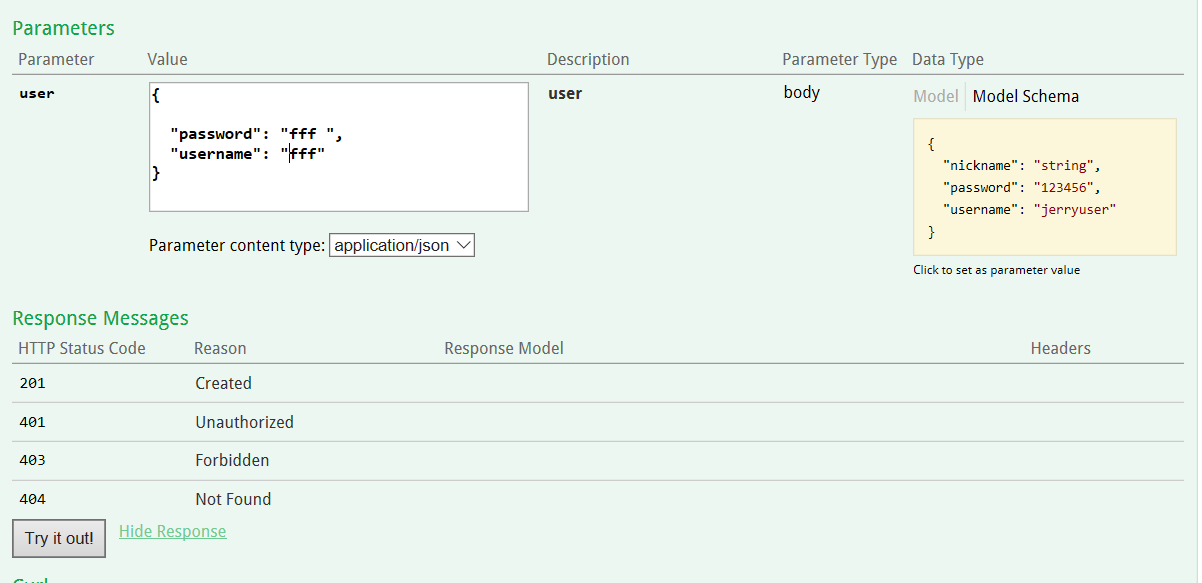 Parameters
Parameter Value Description Parameter Type Data Type
user
{
"password": "fff ",
"username": "fff"
}
Parameter content type: application/json
user
body
Model Model Schema
{
"nickname": "string",
"password": "123456",
"username": "jerryuser"
}
Click to set as parameter value
Response Messages
HTTP Status Code Reason Response Model Headers
201 Created
401 Unauthorized
403 Forbidden
404 Not Found
Try it out! Hide Response
Curl